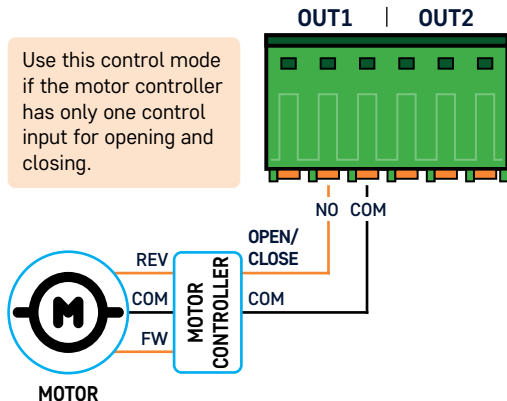 OUT1 | OUT2
Use this control mode
if the motor controller
has only one control
input for opening and
closing.
NO COM
REV
OPEN/
CLOSE
COM
MOTOR
CONTROLLER
COM
FW
M
MOTOR